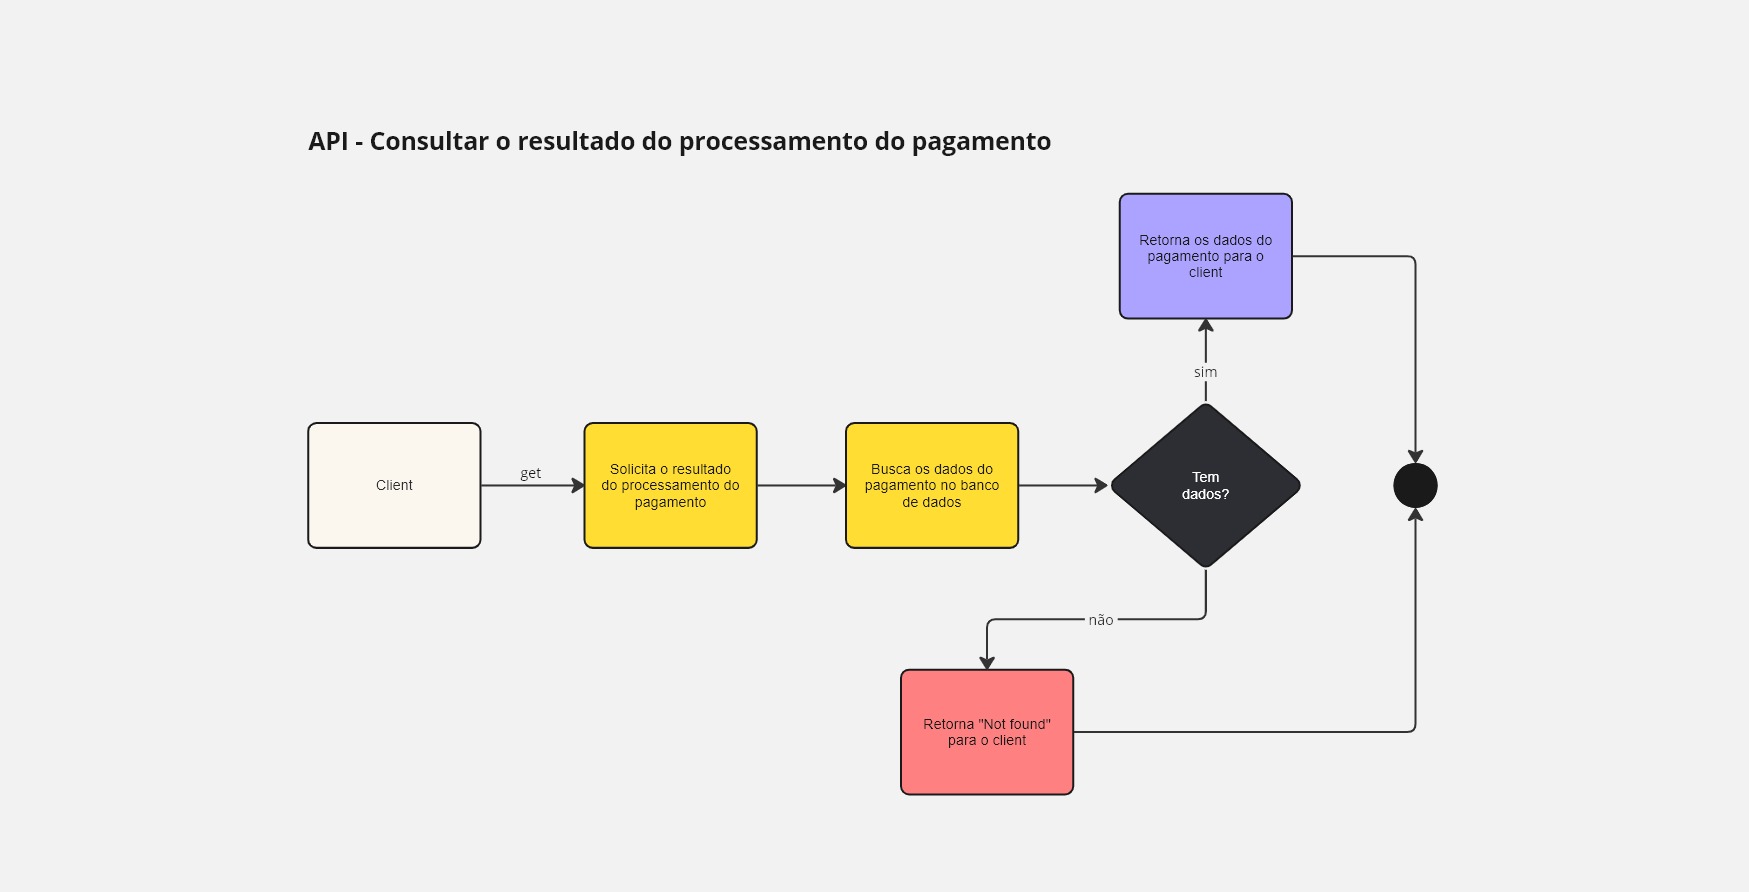 API - Consultar o resultado do processamento do pagamento
Retorna os dados do
pagamento para o
client
sim
Client
get
Solicita o resultado
do processamento do
pagamento
Busca os dados do
pagamento no banco
de dados
Tem
dados?
não
Retorna "Not found"
para o client